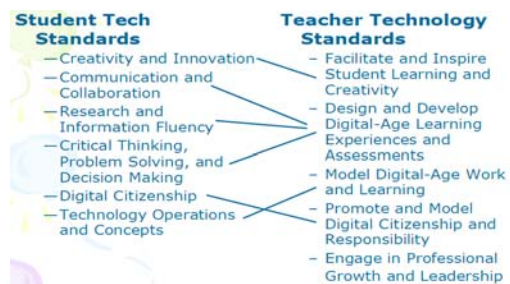 Student Tech
Standards
—Creativity and Innovation
—Communication and
Collaboration
—Research and
Information Fluency
—Critical Thinking,
Problem Solving, and
Decision Making
—Digital Citizenship
—Technology Operations
and Concepts
Teacher Technology
Standards
– Facilitate and Inspire
Student Learning and
Creativity
– Design and Develop
Digital-Age Learning
Experiences and
Assessments
– Model Digital-Age Work
and Learning
– Promote and Model
Digital Citizenship and
Responsibility
– Engage in Professional
Growth and Leadership